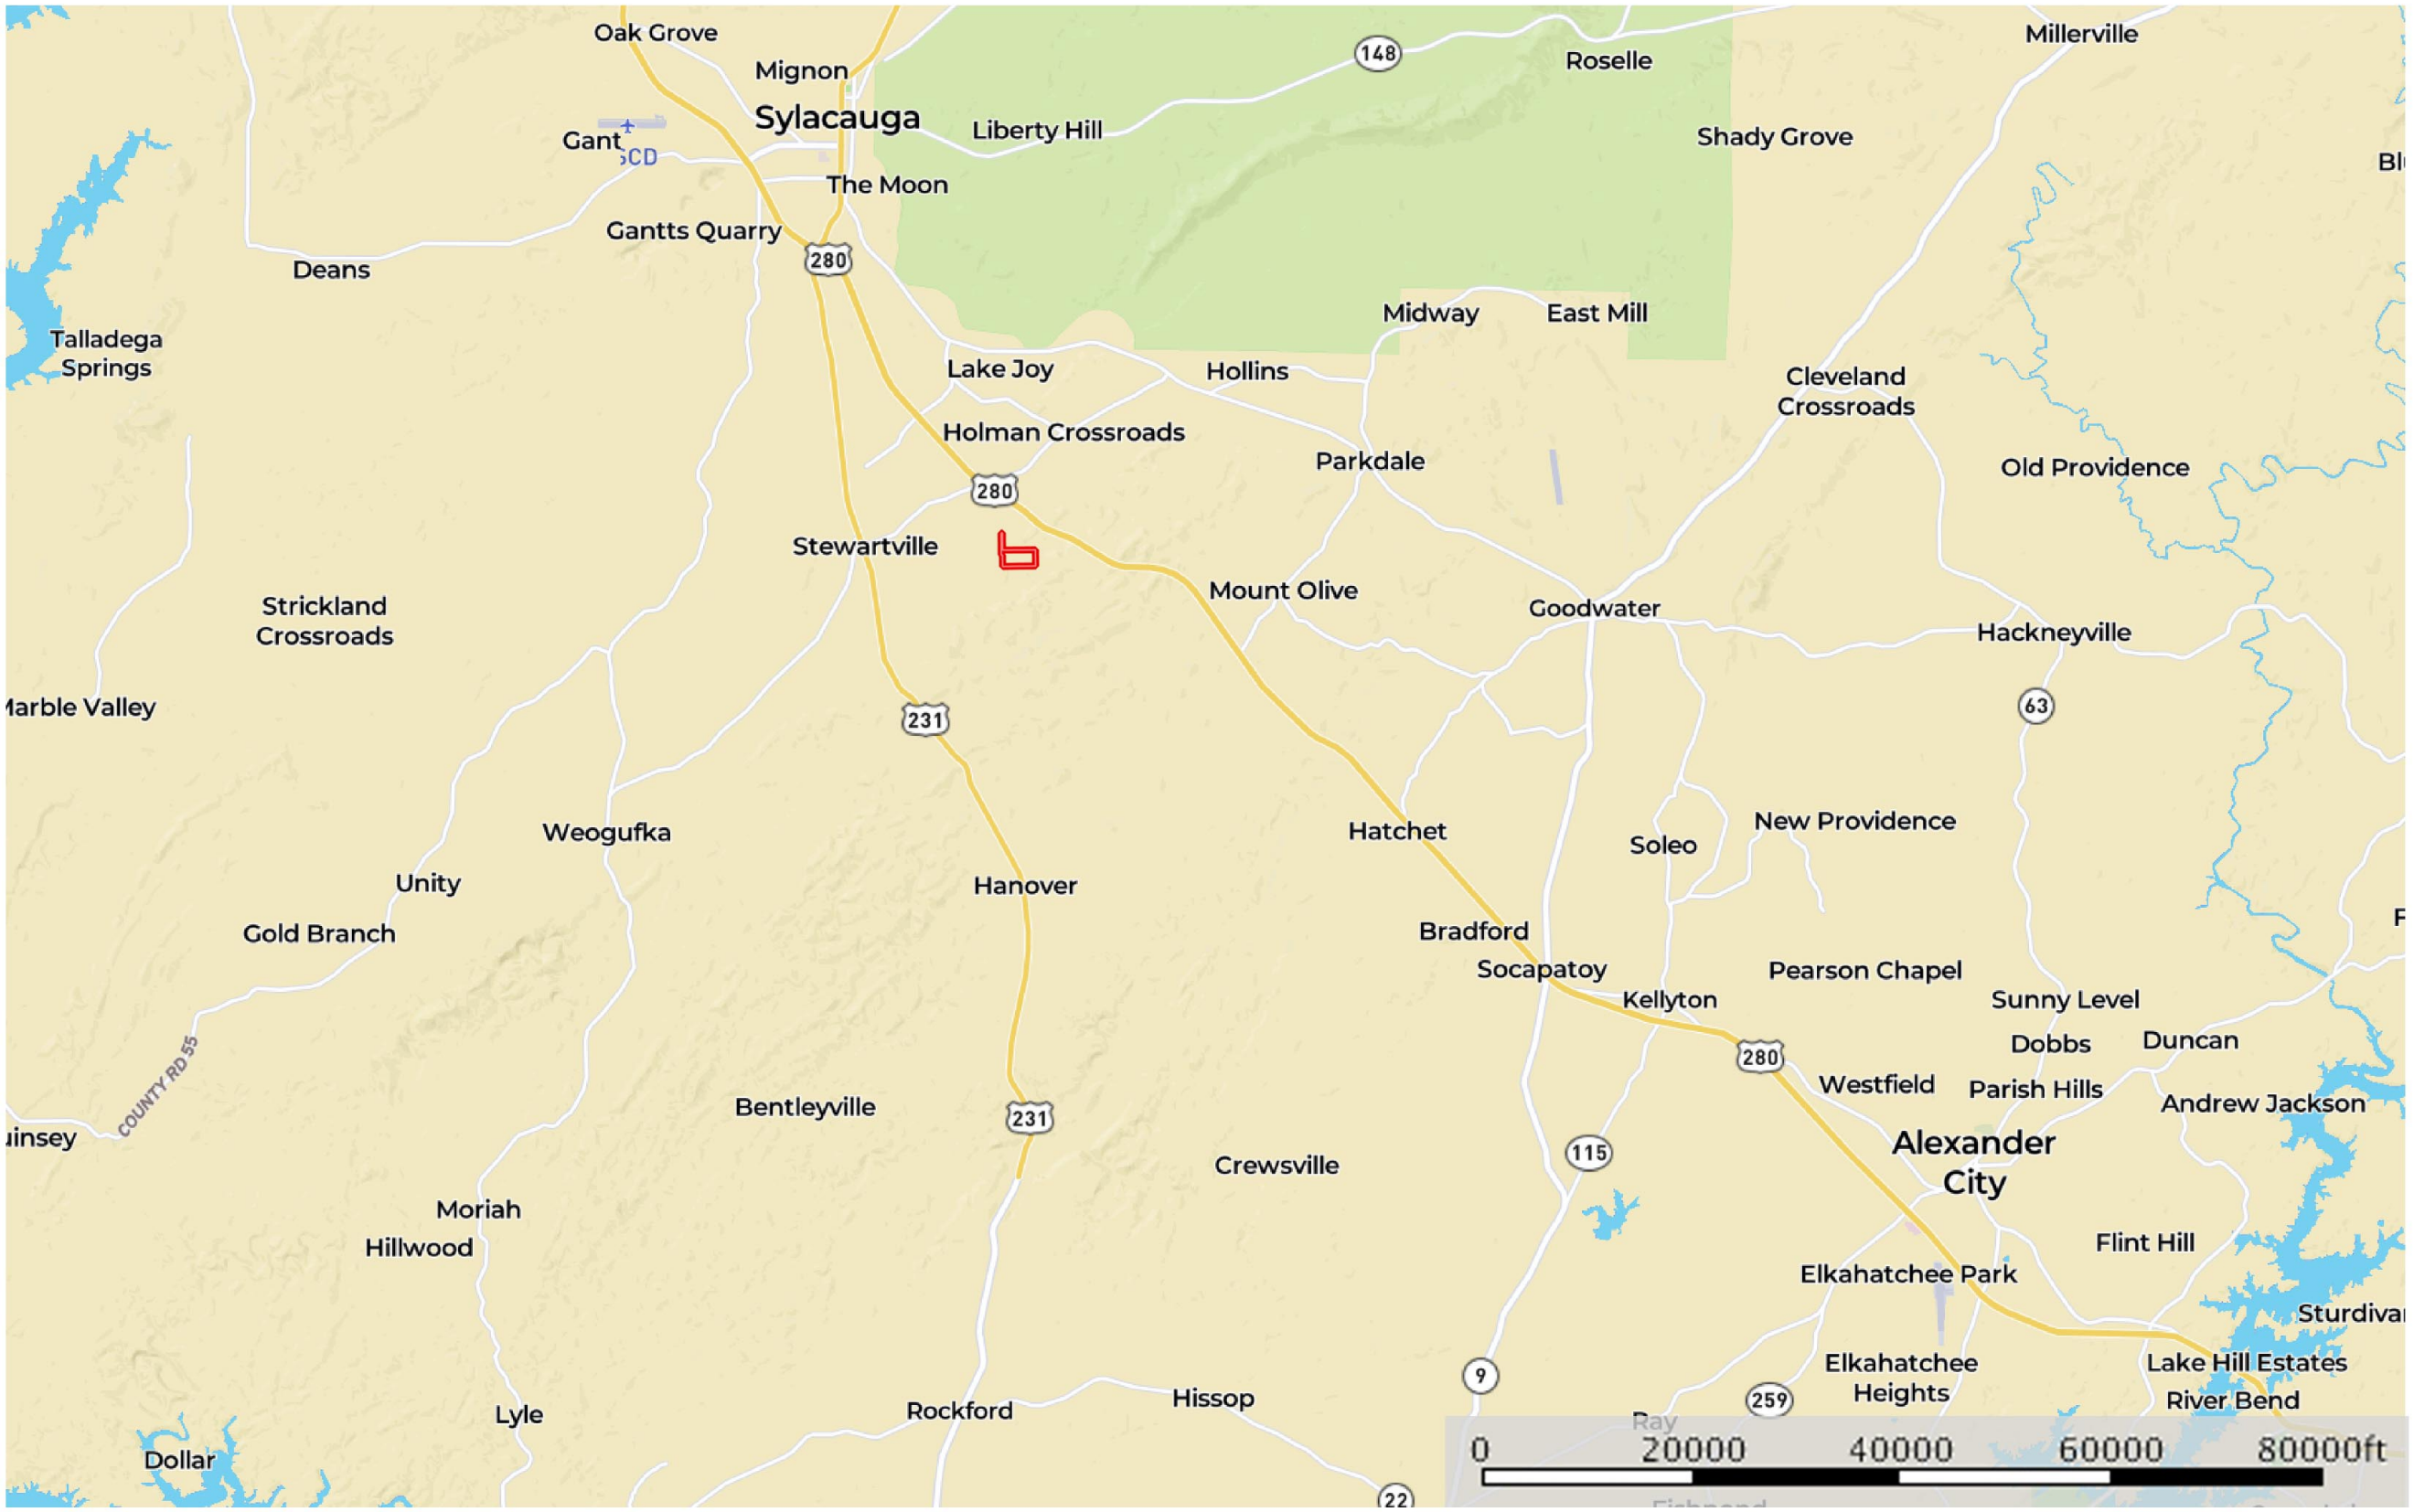 Oak Grove
Millerville
148
Roselle
Mignon
Sylacauga
Liberty Hill
Shady Grove
Gant
The Moon
Gantts Quarry
280
Deans
Midway
East Mill
Talladega
Springs
Lake Joy
Hollins
Cleveland
Crossroads
Holman Crossroads
Parkdale
Old Providence
280
Stewartville
Mount Olive
Goodwater
Strickland
Crossroads
Hackneyville
Marble Valley
63
231
Weogufka
Hatchet
New Providence
Soleo
Unity
Hanover
Gold Branch
Bradford
Socapatoy
Pearson Chapel
Kellyton
Sunny Level
COUNTY RD 55
Dobbs
Duncan
280
Westfield
Parish Hills
Andrew Jackson
Bentleyville
231
uinsey
Alexander
City
115
Crewsville
Moriah
Hillwood
Flint Hill
Elkahatchee Park
Elkahatchee
Heights
Lake Hill Estates
River Bend
9
259
Hissop
Rockford
Lyle
Ray
Dollar
0 20000 40000 60000 80000ft
22